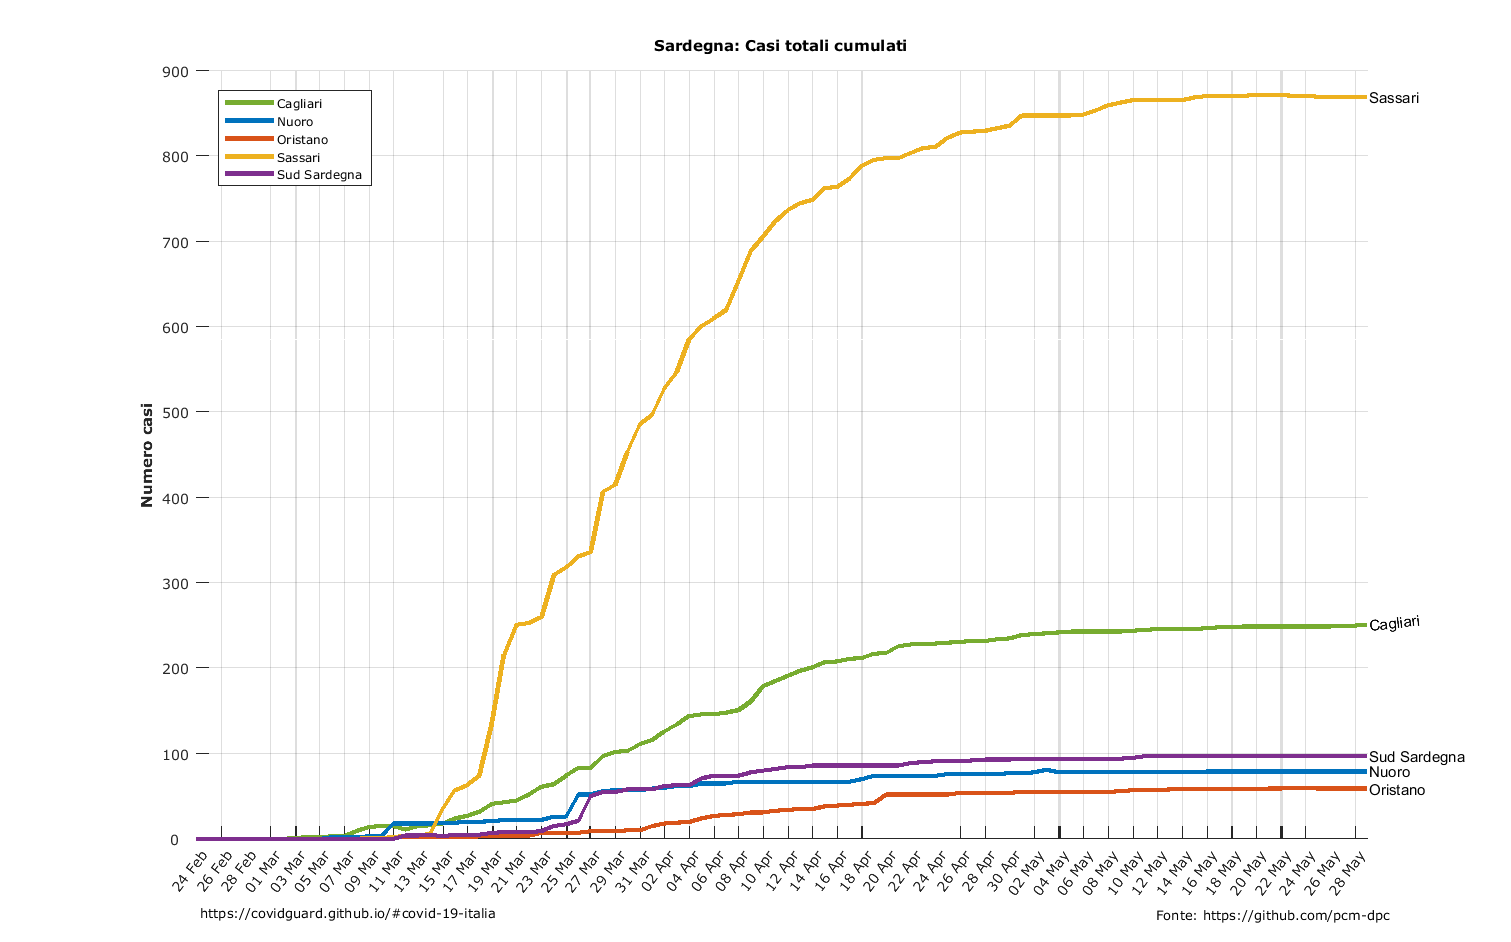 Sardegna: Casi totali cumulati
900
800
700
600
500
400
300
200
100
0
Numero casi
Cagliari
Nuoro
Oristano
Sassari
Sud Sardegna
Sassari
Cagliari
Sud Sardegna
Nuoro
Oristano
24 Feb
26 Feb
28 Feb
01 Mar
03 Mar
05 Mar
07 Mar
09 Mar
11 Mar
13 Mar
15 Mar
17 Mar
19 Mar
21 Mar
23 Mar
25 Mar
27 Mar
29 Mar
31 Mar
02 Apr
04 Apr
06 Apr
08 Apr
10 Apr
12 Apr
14 Apr
16 Apr
18 Apr
20 Apr
22 Apr
24 Apr
26 Apr
28 Apr
30 Apr
02 May
04 May
06 May
08 May
10 May
12 May
14 May
16 May
18 May
20 May
22 May
24 May
26 May
28 May
https://covidguard.github.io/#covid-19-italia
Fonte: https://github.com/pcm-dpc